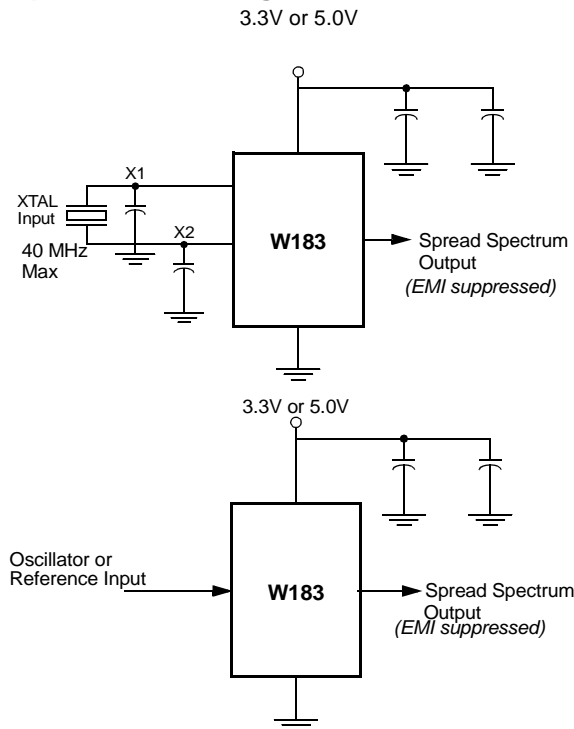 3.3V or 5.0V
X1
XTAL
Input
X2
40 MHz
Max
W183
Spread Spectrum
Output
(EMI suppressed)
3.3V or 5.0V
Oscillator or
Reference Input
W183
Spread Spectrum
Output
(EMI suppressed)